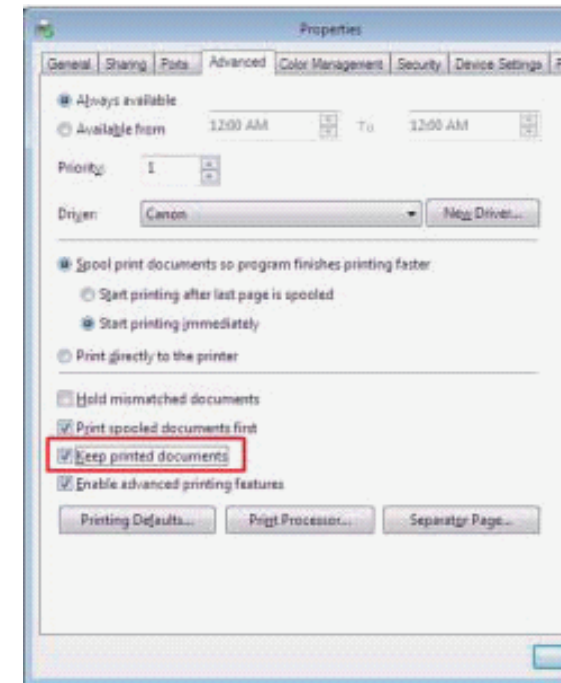 Properties
General Sharing Ports Advanced Color Management Security Device Settings
Always available
Available from 12:00 AM To 12:00 AM
Priority: 1
Driver: Canon New Driver...
Spool print documents so program finishes printing faster
Start printing after last page is spooled
Start printing immediately
Print directly to the printer
Hold mismatched documents
Print spooled documents first
Keep printed documents
Enable advanced printing features
Printing Defaults... Print Processor... Separator Page...